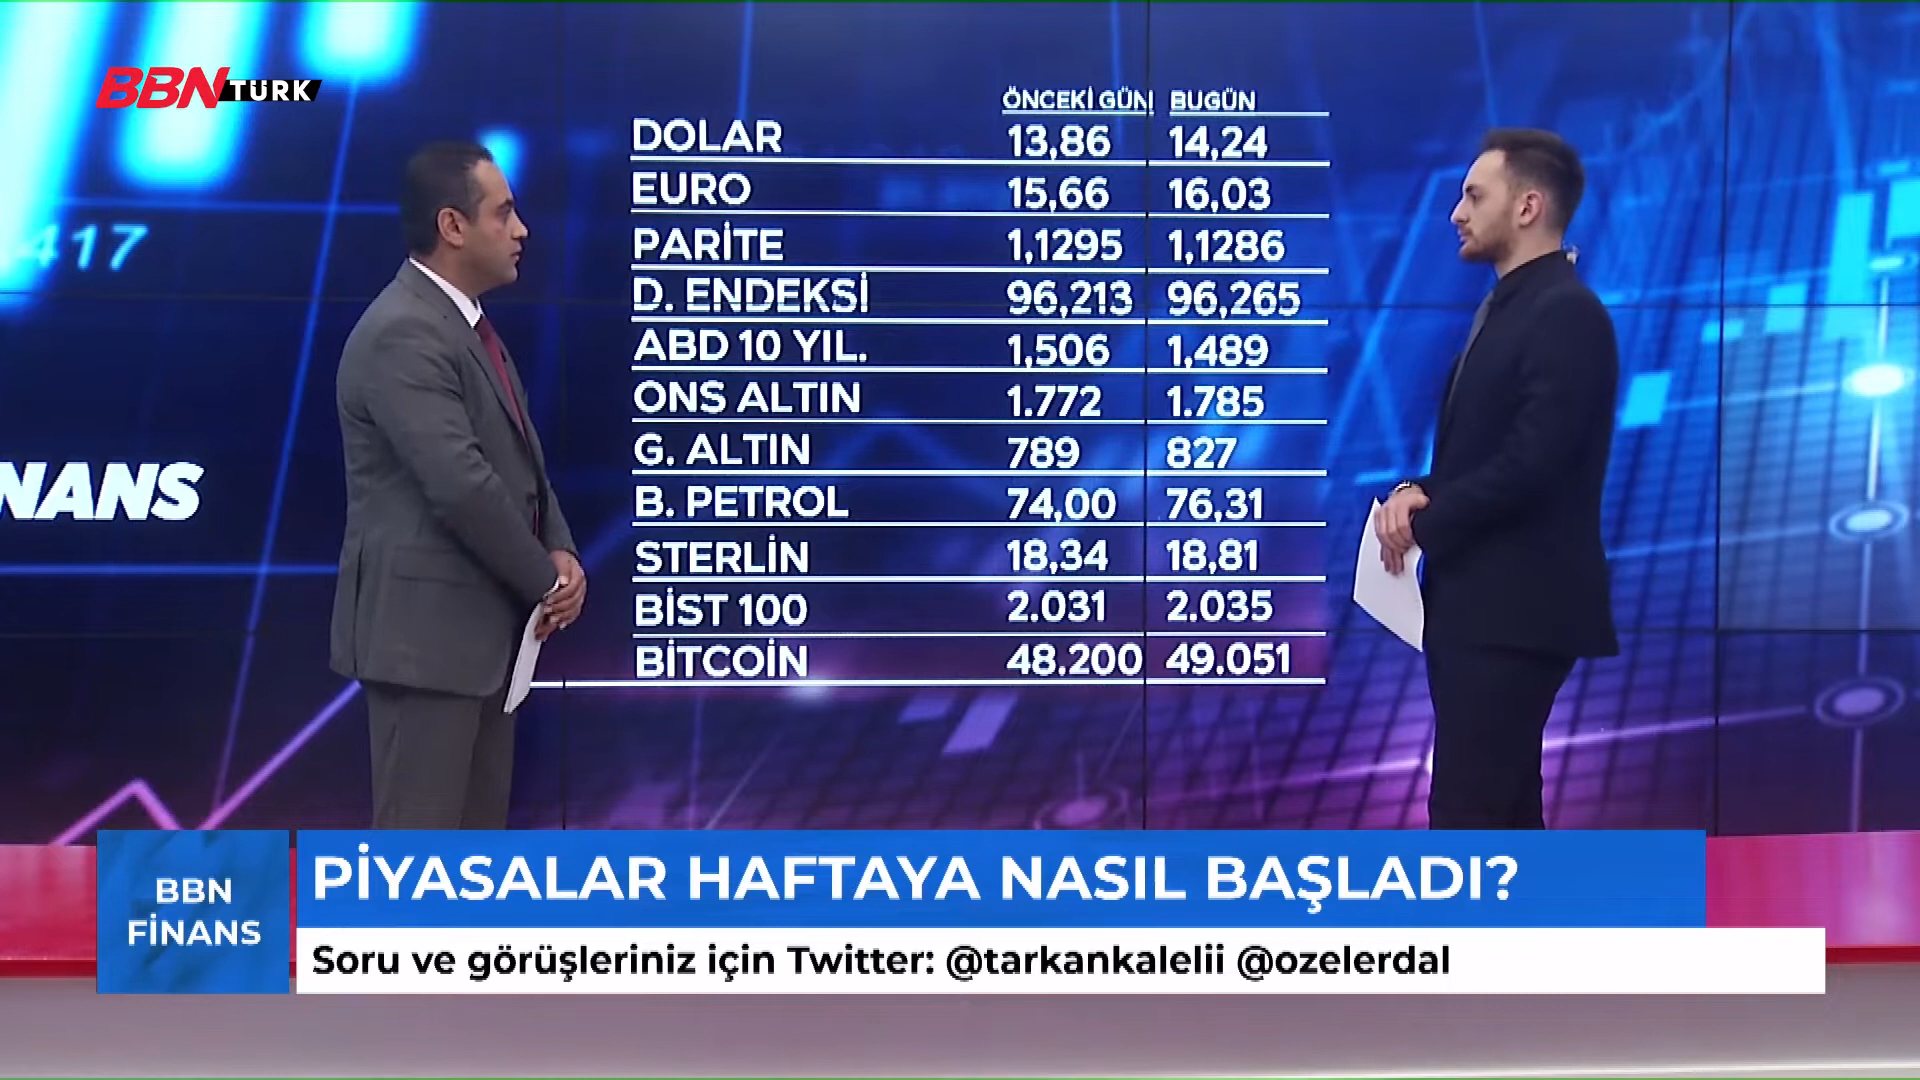 BBN TURK
417
NANS
ÖNCEKİ GÜN BUGÜN
DOLAR 13,86 14,24
EURO 15,66 16,03
PARİTE 1,1295 1,1286
D. ENDEKSİ 96,213 96,265
ABD 10 YIL. 1,506 1,489
ONS ALTIN 1.772 1.785
G. ALTIN 789 827
B. PETROL 74,00 76,31
STERLİN 18,34 18,81
BİST 100 2.031 2.035
BİTCOİN 48.200 49.051
BBN
FİNANS
PİYASALAR HAFTAYA NASIL BAŞLADI?
Soru ve görüşleriniz için Twitter: @tarkankalelii @ozelerdal